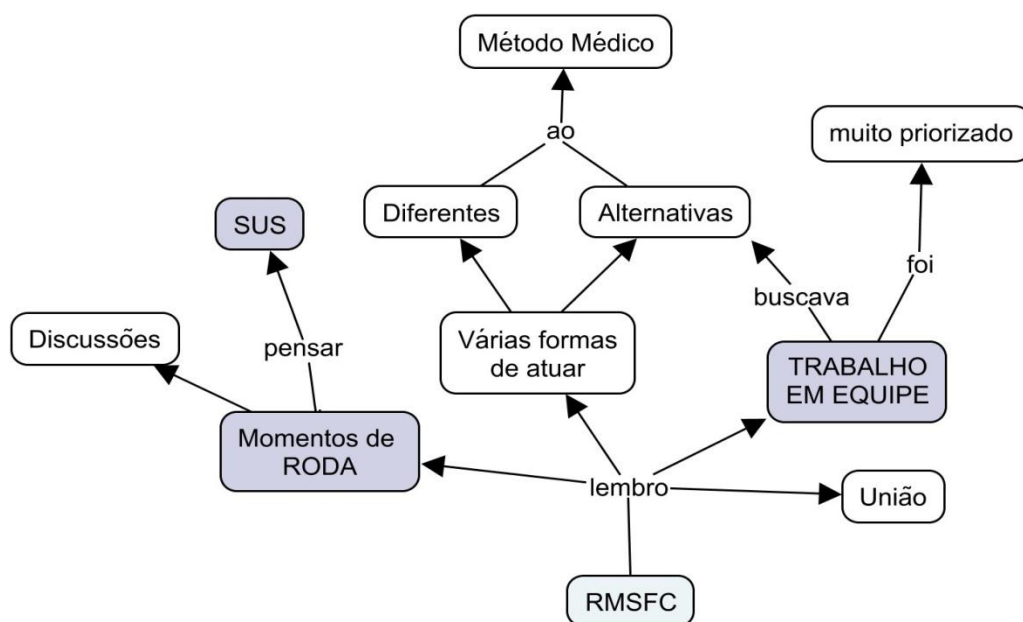 Método Médico
muito priorizado
ao
Diferentes
Alternativas
SUS
foi
buscava
Discussões
pensar
Várias formas
de atuar
TRABALHO
EM EQUIPE
Momentos de
RODA
lembro
União
RMSFC